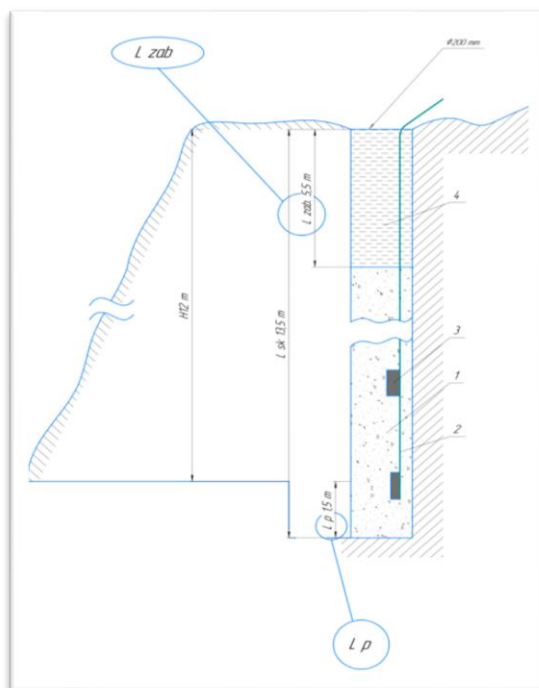 L zab
Ø200 mm
L zab 5,5 m
4
H12 m
L sk 13,5 m
3
1
2
L p 1,5 m
L p